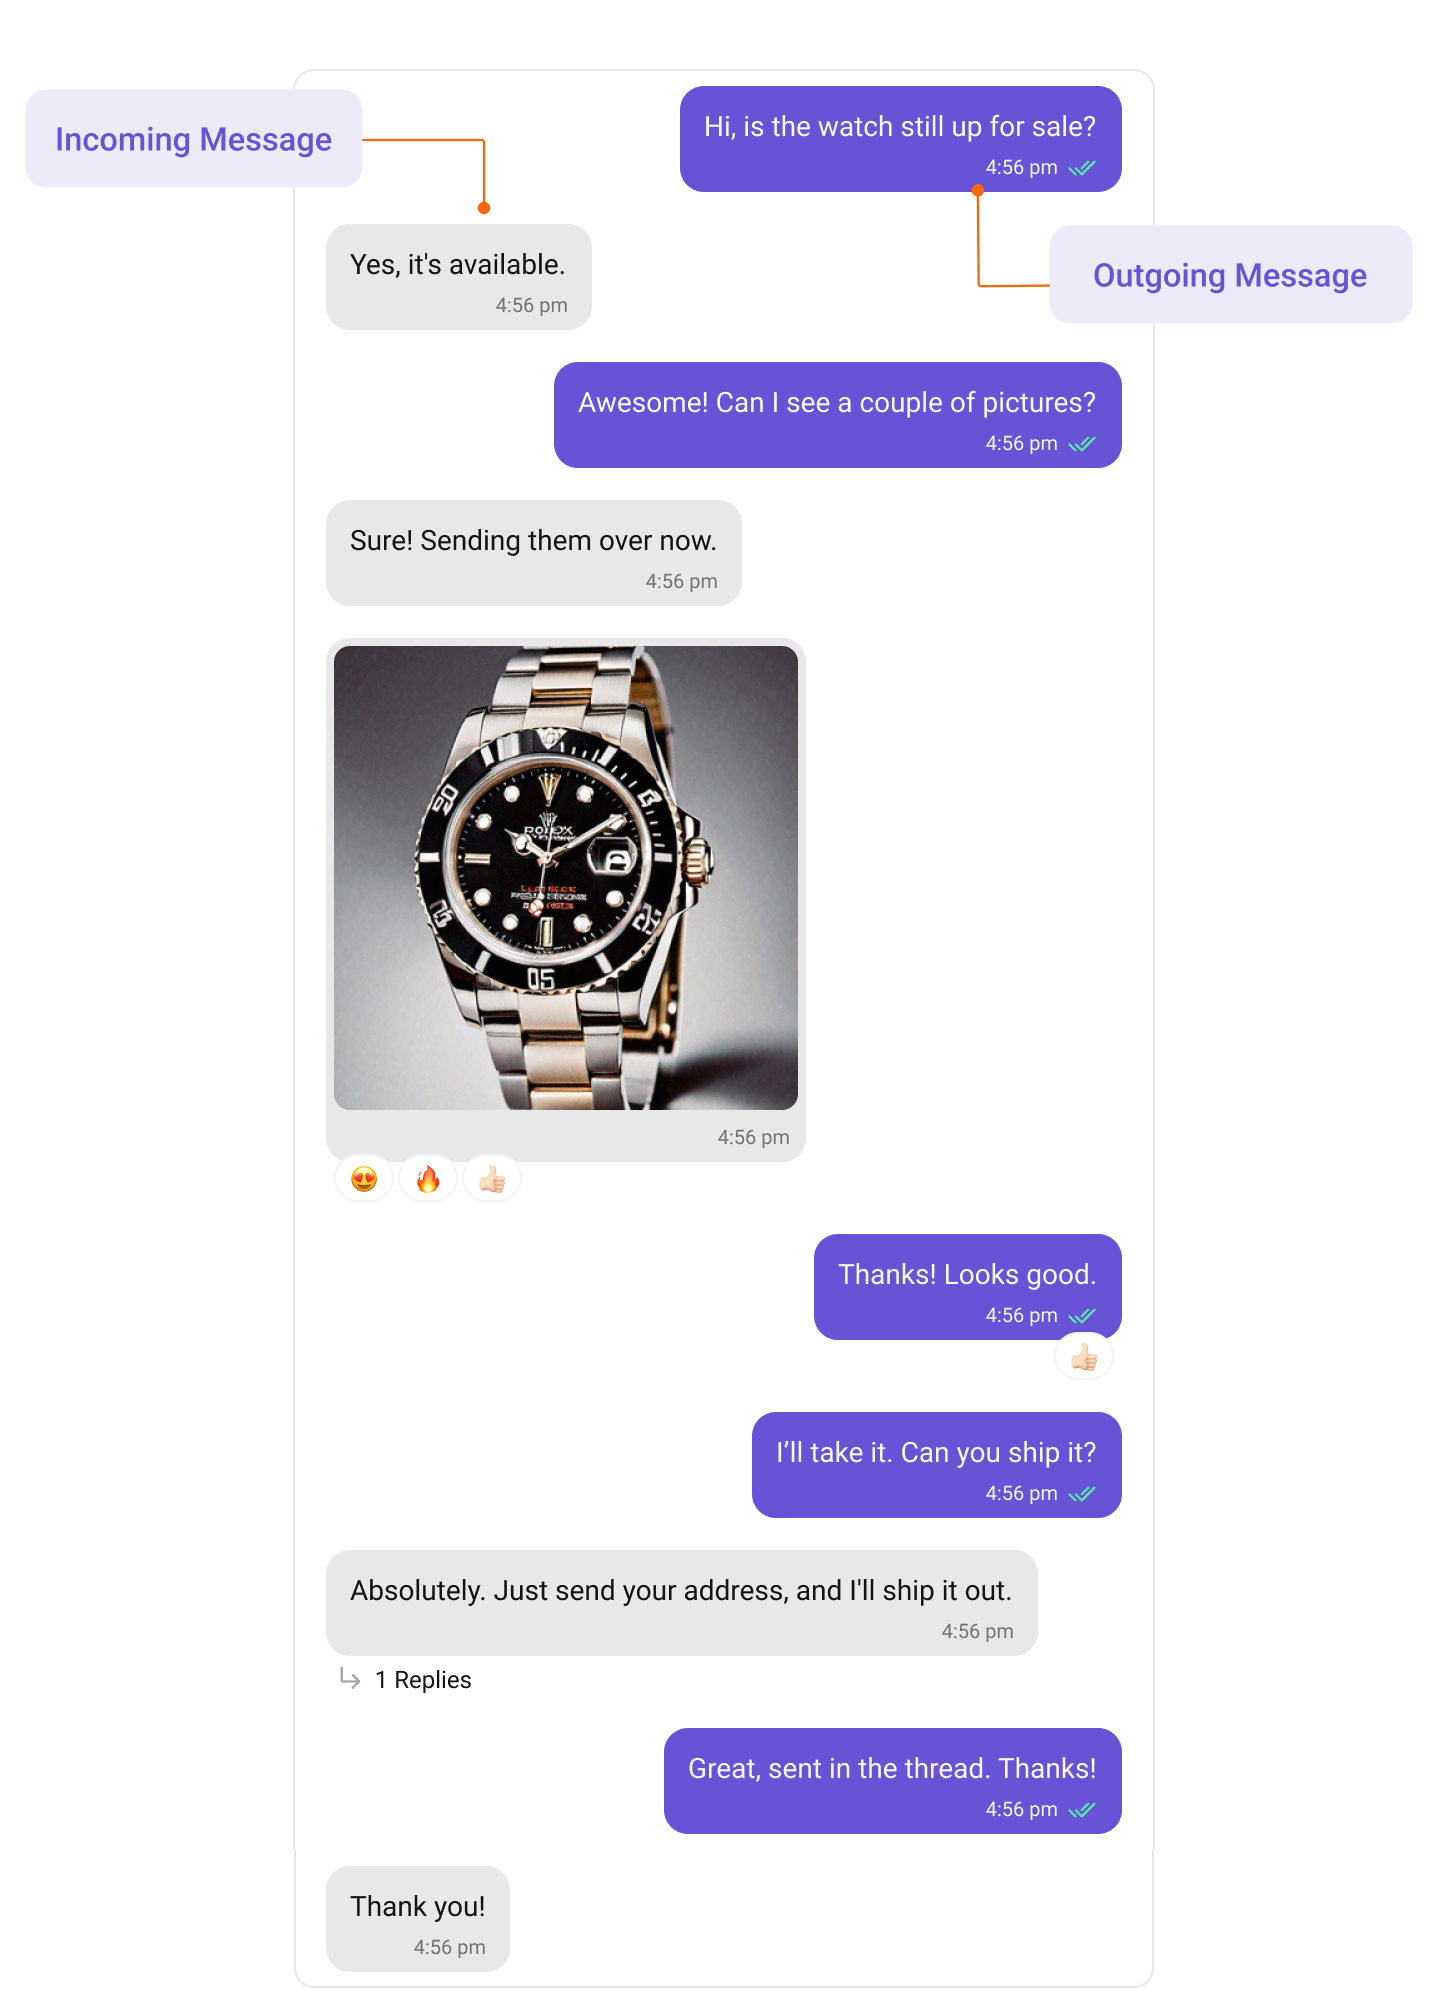 Incoming Message
Hi, is the watch still up for sale?
4:56 pm
Yes, it's available.
4:56 pm
Outgoing Message
Awesome! Can I see a couple of pictures?
4:56 pm
Sure! Sending them over now.
4:56 pm
20
ROLEX
05
4:56 pm
Thanks! Looks good.
4:56 pm
I’ll take it. Can you ship it?
4:56 pm
Absolutely. Just send your address, and I'll ship it out.
4:56 pm
1 Replies
Great, sent in the thread. Thanks!
4:56 pm
Thank you!
4:56 pm